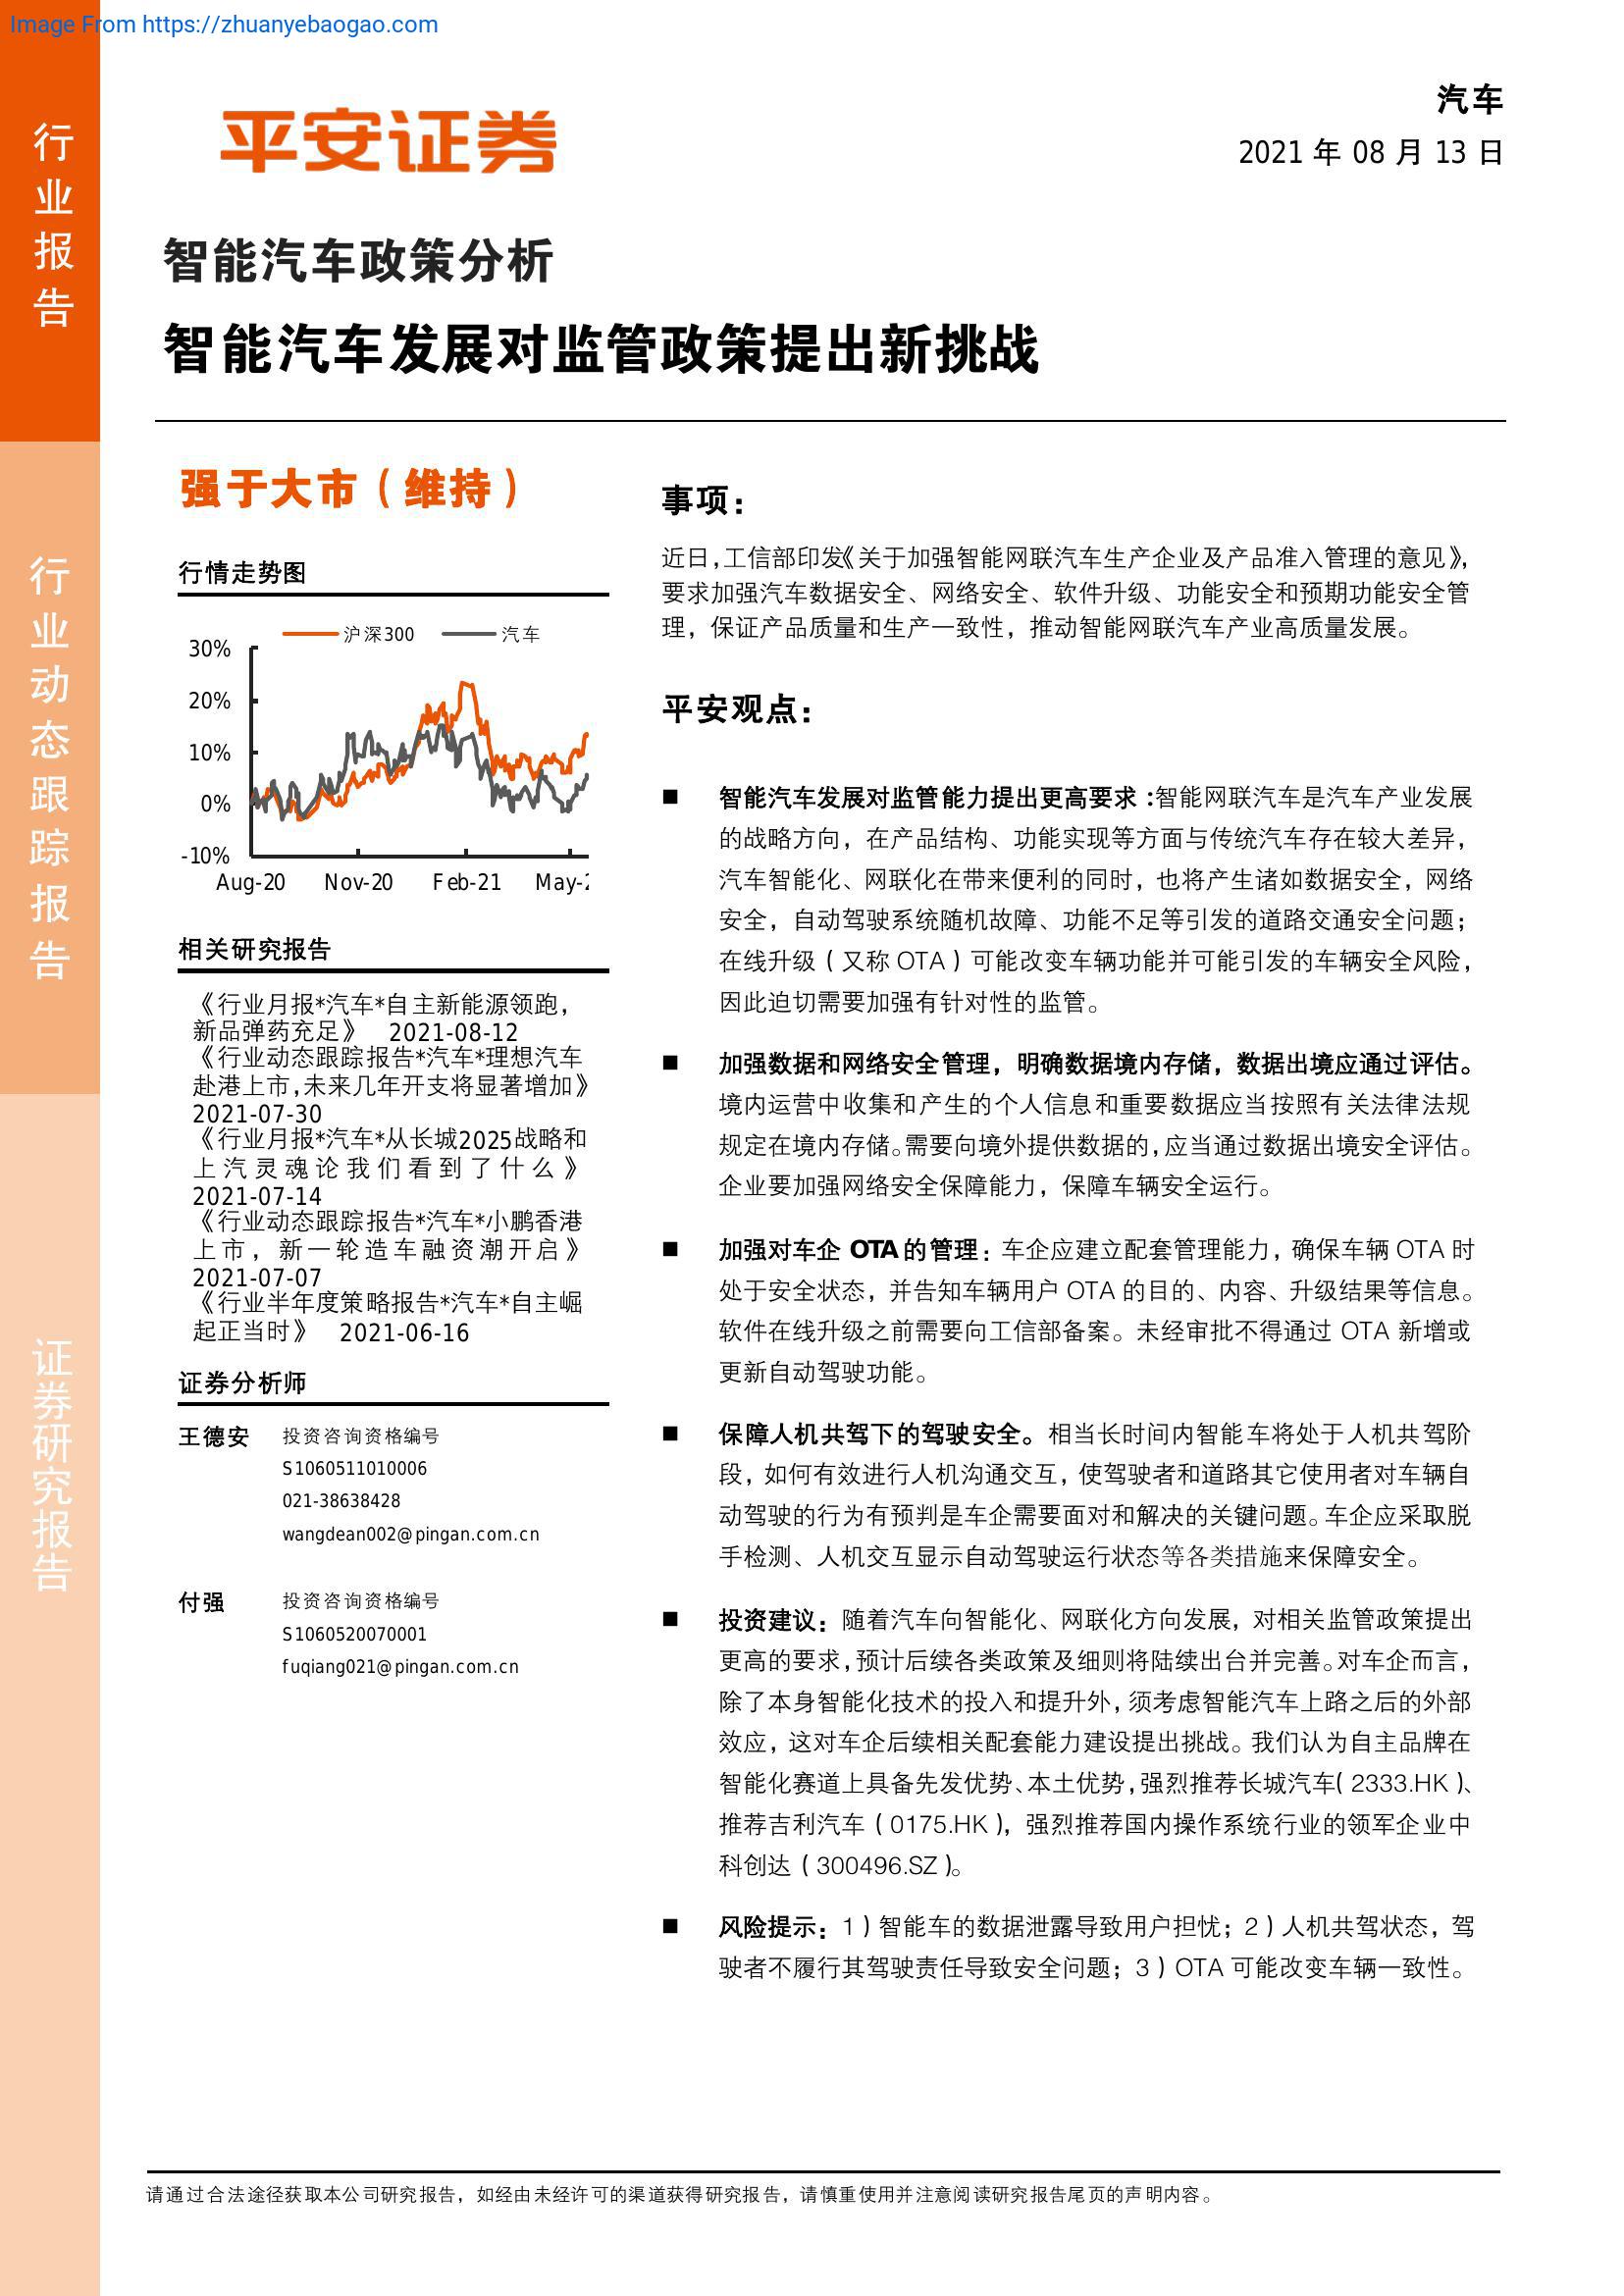 Image From https://zhuanyebaogao.com
行业报告
行业动态跟踪报告
证券研究报告
平安证券
汽车
2021 年 08 月 13 日
智能汽车政策分析
智能汽车发展对监管政策提出新挑战
强于大市（维持）
行情走势图
沪深300 汽车
30%
20%
10%
0%
-10%
Aug-20 Nov-20 Feb-21 May-2
相关研究报告
《行业月报*汽车*自主新能源领跑，
新品弹药充足》 2021-08-12
《行业动态跟踪报告*汽车*理想汽车
赴港上市,未来几年开支将显著增加》
2021-07-30
《行业月报*汽车*从长城2025战略和
上汽灵魂论我们看到了什么》
2021-07-14
《行业动态跟踪报告*汽车*小鹏香港
上市，新一轮造车融资潮开启》
2021-07-07
《行业半年度策略报告*汽车*自主崛
起正当时》 2021-06-16
证券分析师
王德安 投资咨询资格编号
S1060511010006
021-38638428
wangdean002@pingan.com.cn
付强 投资咨询资格编号
S1060520070001
fuqiang021@pingan.com.cn
事项：
近日，工信部印发《关于加强智能网联汽车生产企业及产品准入管理的意见》，
要求加强汽车数据安全、网络安全、软件升级、功能安全和预期功能安全管
理，保证产品质量和生产一致性，推动智能网联汽车产业高质量发展。
平安观点：
■ 智能汽车发展对监管能力提出更高要求：智能网联汽车是汽车产业发展
的战略方向，在产品结构、功能实现等方面与传统汽车存在较大差异，
汽车智能化、网联化在带来便利的同时，也将产生诸如数据安全，网络
安全，自动驾驶系统随机故障、功能不足等引发的道路交通安全问题；
在线升级（又称 OTA）可能改变车辆功能并可能引发的车辆安全风险，
因此迫切需要加强有针对性的监管。
■ 加强数据和网络安全管理，明确数据境内存储，数据出境应通过评估。
境内运营中收集和产生的个人信息和重要数据应当按照有关法律法规
规定在境内存储。需要向境外提供数据的，应当通过数据出境安全评估。
企业要加强网络安全保障能力，保障车辆安全运行。
■ 加强对车企 OTA 的管理：车企应建立配套管理能力，确保车辆 OTA 时
处于安全状态，并告知车辆用户 OTA 的目的、内容、升级结果等信息。
软件在线升级之前需要向工信部备案。未经审批不得通过 OTA 新增或
更新自动驾驶功能。
■ 保障人机共驾下的驾驶安全。相当长时间内智能车将处于人机共驾阶
段，如何有效进行人机沟通交互，使驾驶者和道路其它使用者对车辆自
动驾驶的行为有预判是车企需要面对和解决的关键问题。车企应采取脱
手检测、人机交互显示自动驾驶运行状态等各类措施来保障安全。
■ 投资建议：随着汽车向智能化、网联化方向发展，对相关监管政策提出
更高的要求，预计后续各类政策及细则将陆续出台并完善。对车企而言，
除了本身智能化技术的投入和提升外，须考虑智能汽车上路之后的外部
效应，这对车企后续相关配套能力建设提出挑战。我们认为自主品牌在
智能化赛道上具备先发优势、本土优势，强烈推荐长城汽车（2333.HK）、
推荐吉利汽车（0175.HK），强烈推荐国内操作系统行业的领军企业中
科创达（300496.SZ）。
■ 风险提示：1）智能车的数据泄露导致用户担忧；2）人机共驾状态，驾
驶者不履行其驾驶责任导致安全问题；3）OTA 可能改变车辆一致性。
请通过合法途径获取本公司研究报告，如经由未经许可的渠道获得研究报告，请慎重使用并注意阅读研究报告尾页的声明内容。